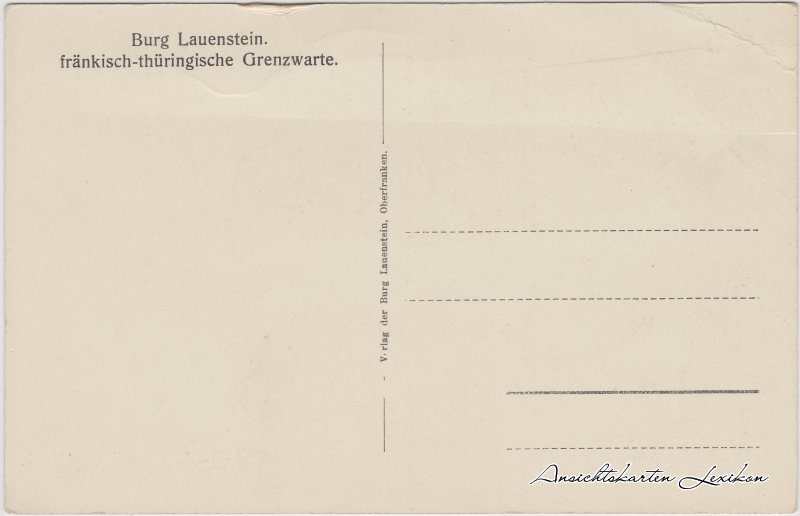 Burg Lauenstein.
fränkisch-thüringische Grenzwarte.
- V rlag der Burg Lauenstein, Oberfranken.
Ansichtskarten Lexikon